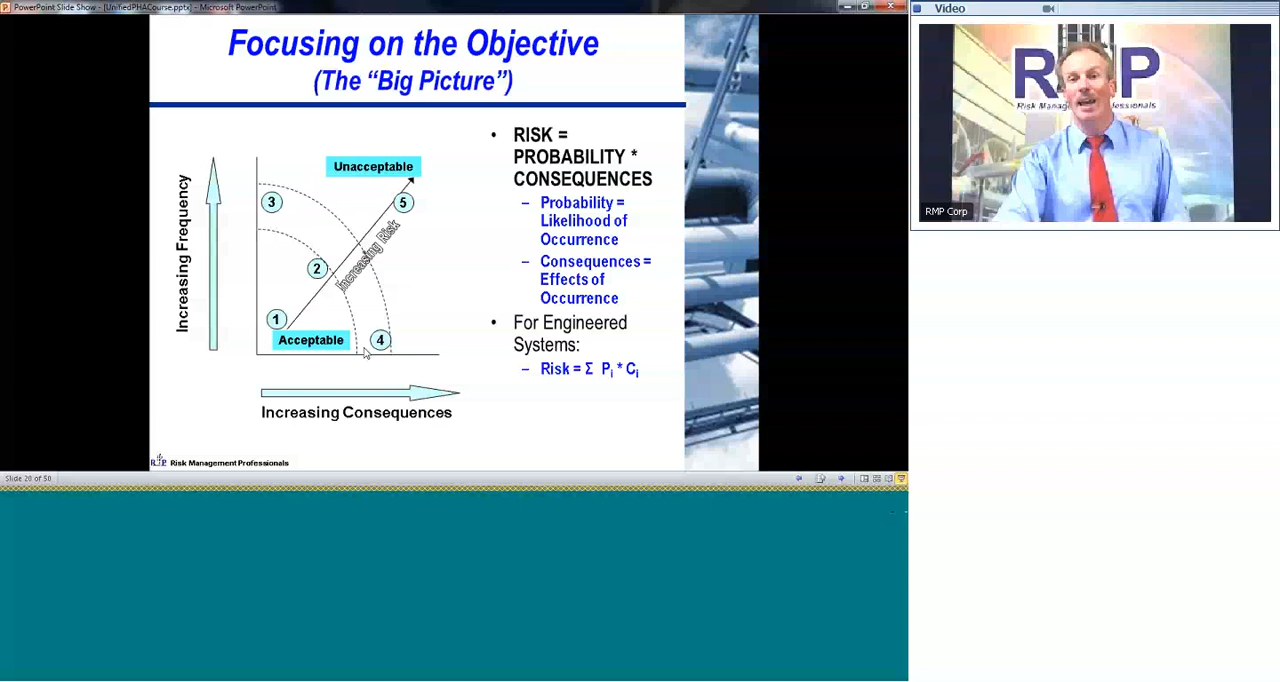 PowerPoint Slide Show - [UnifiedPHACourse.pptx] - Microsoft PowerPoint
Video
Focusing on the Objective
(The "Big Picture")
Increasing Frequency
Unacceptable
3
5
2
Increasing Risk
1
Acceptable
4
Increasing Consequences
• RISK =
PROBABILITY *
CONSEQUENCES
– Probability =
Likelihood of
Occurrence
– Consequences =
Effects of
Occurrence
• For Engineered
Systems:
– Risk = Σ Pi * Ci
RMP Risk Management Professionals
Slide 20 of 50
RMP
Risk Management Professionals
RMP Corp